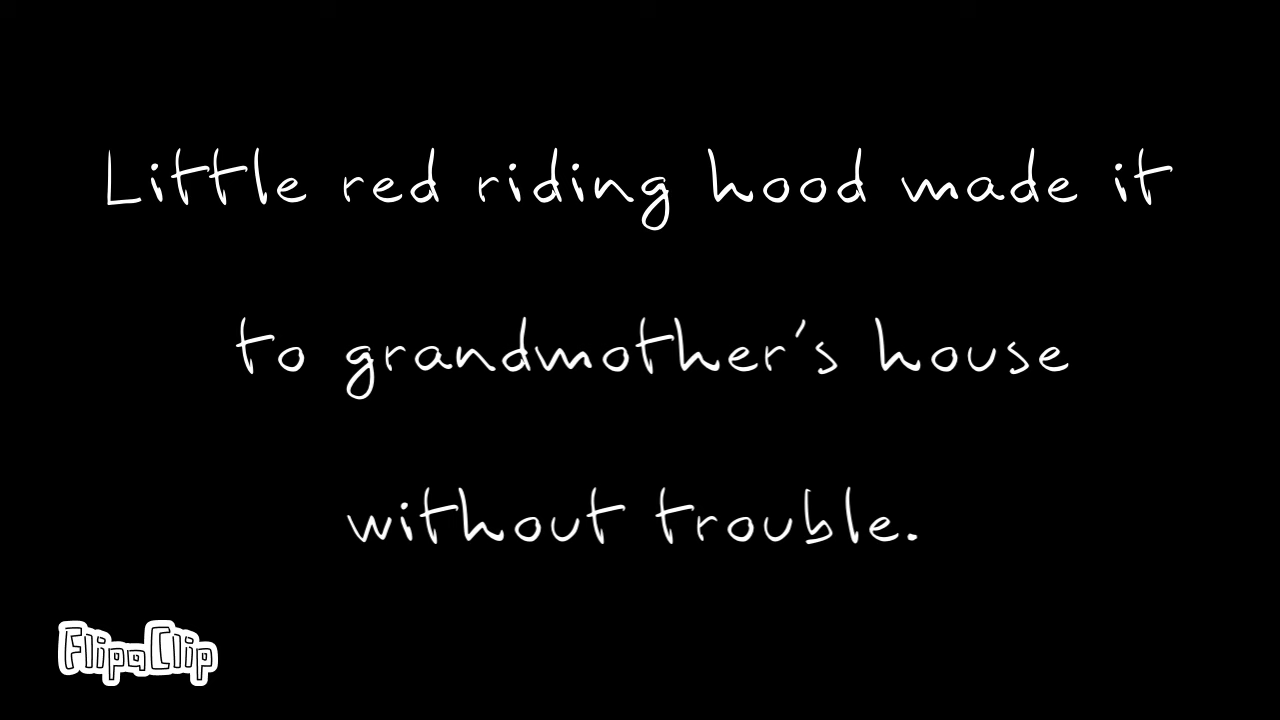 Little red riding hood made it
to grandmother's house
without trouble.
FlipaClip